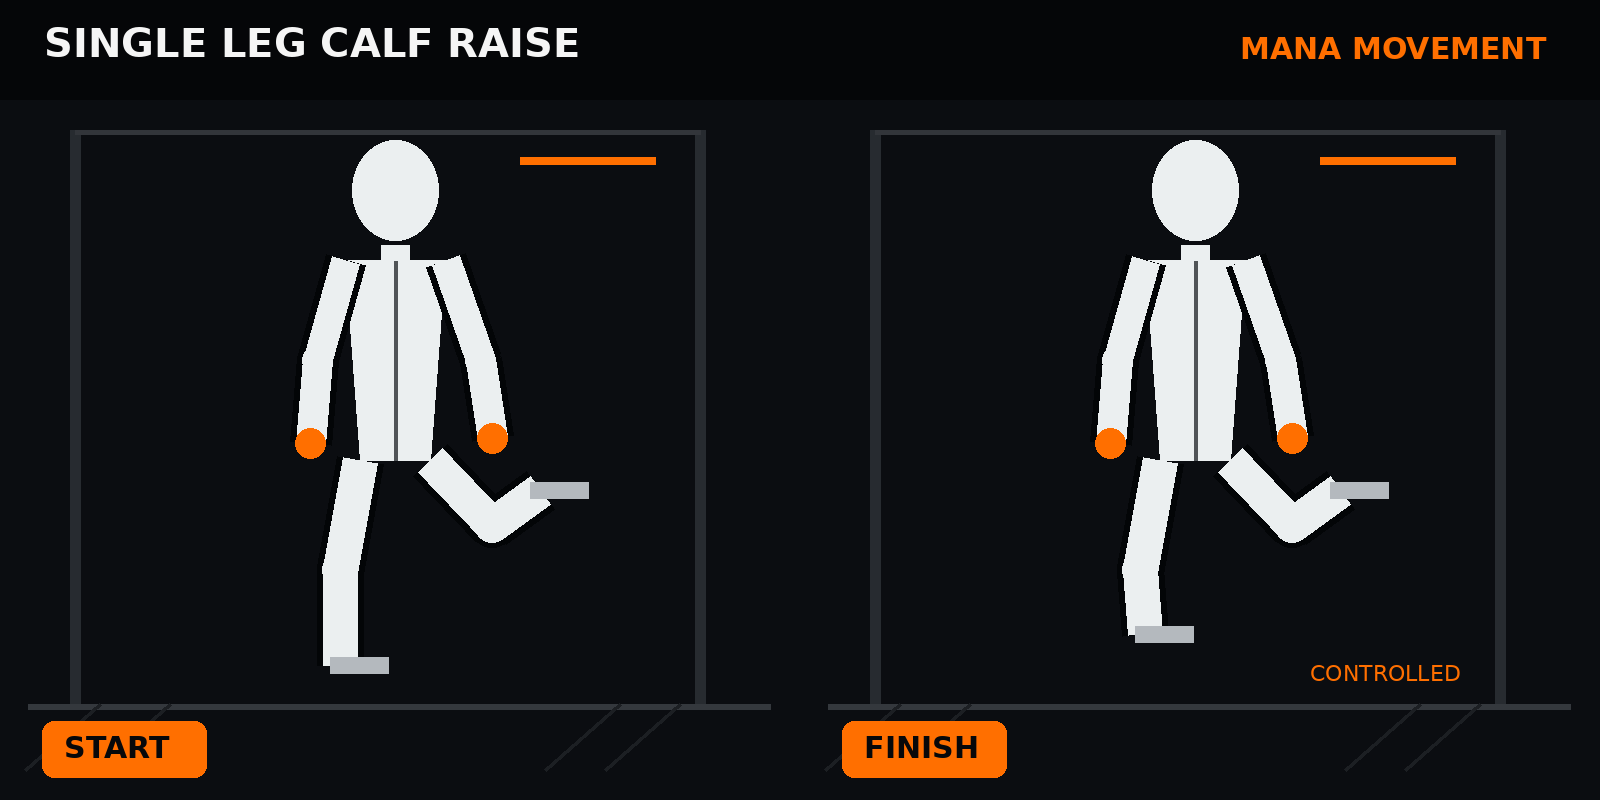 SINGLE LEG CALF RAISE
MANA MOVEMENT
CONTROLLED
START
FINISH